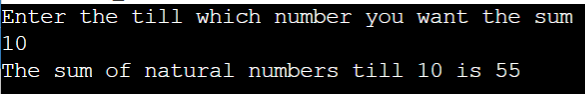 Enter the till which number you want the sum
10
The sum of natural numbers till 10 is 55